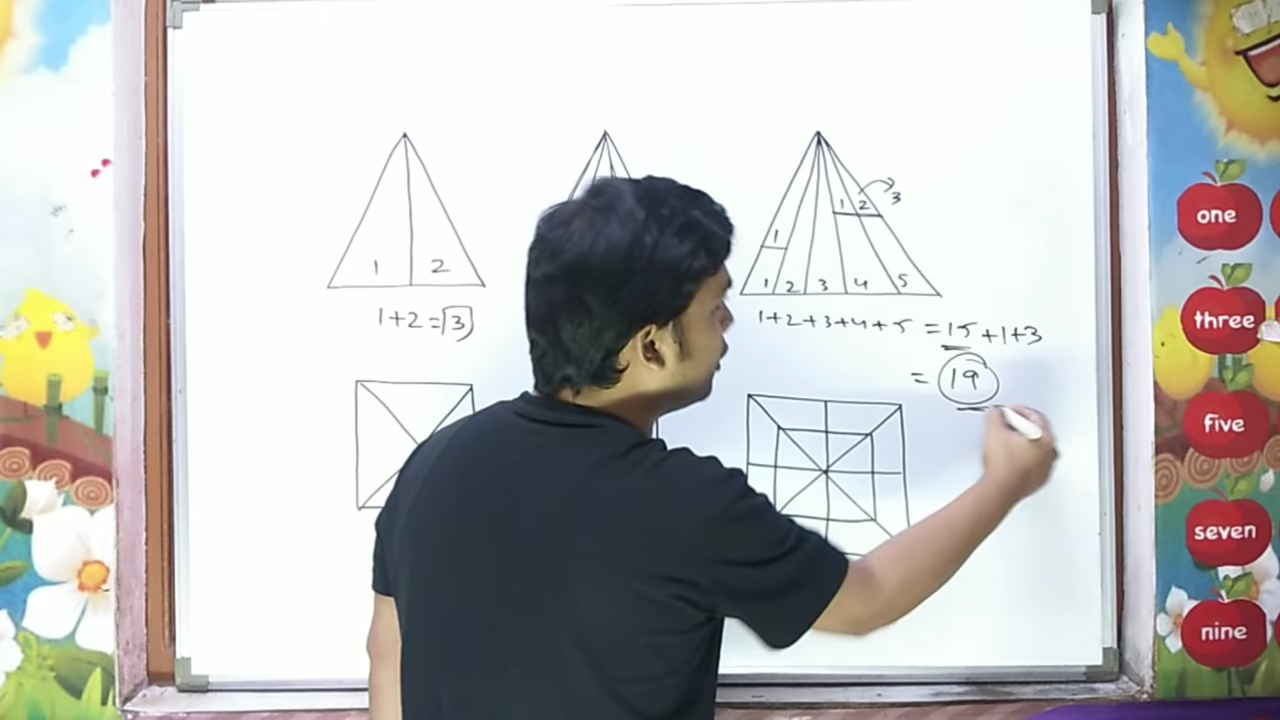 1 2
1+2=3
1 2 3
1
1 2 3 4 5
1+2+3+4+5 =15+1+3
= 19
one
three
five
seven
nine